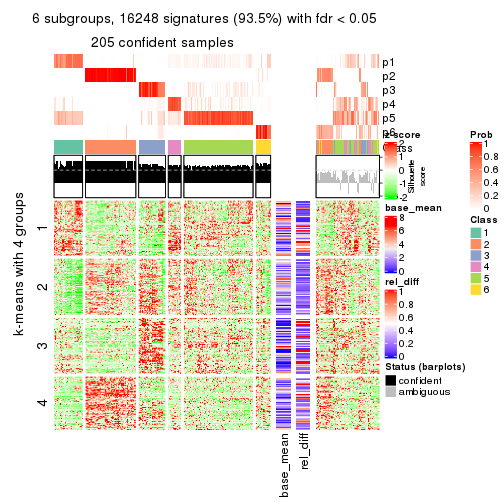 6 subgroups, 16248 signatures (93.5%) with fdr < 0.05
205 confident samples
p1
p2
p3
p4
p5
p6
Class
Silhouette
score
k-means with 4 groups
1
2
3
4
base_mean
rel_diff
z-score
2
1
0
-1
-2
base_mean
8
6
4
2
0
rel_diff
1
0.8
0.6
0.4
0.2
0
Status (barplots)
confident
ambiguous
Prob
1
0.8
0.6
0.4
0.2
0
Class
1
2
3
4
5
6